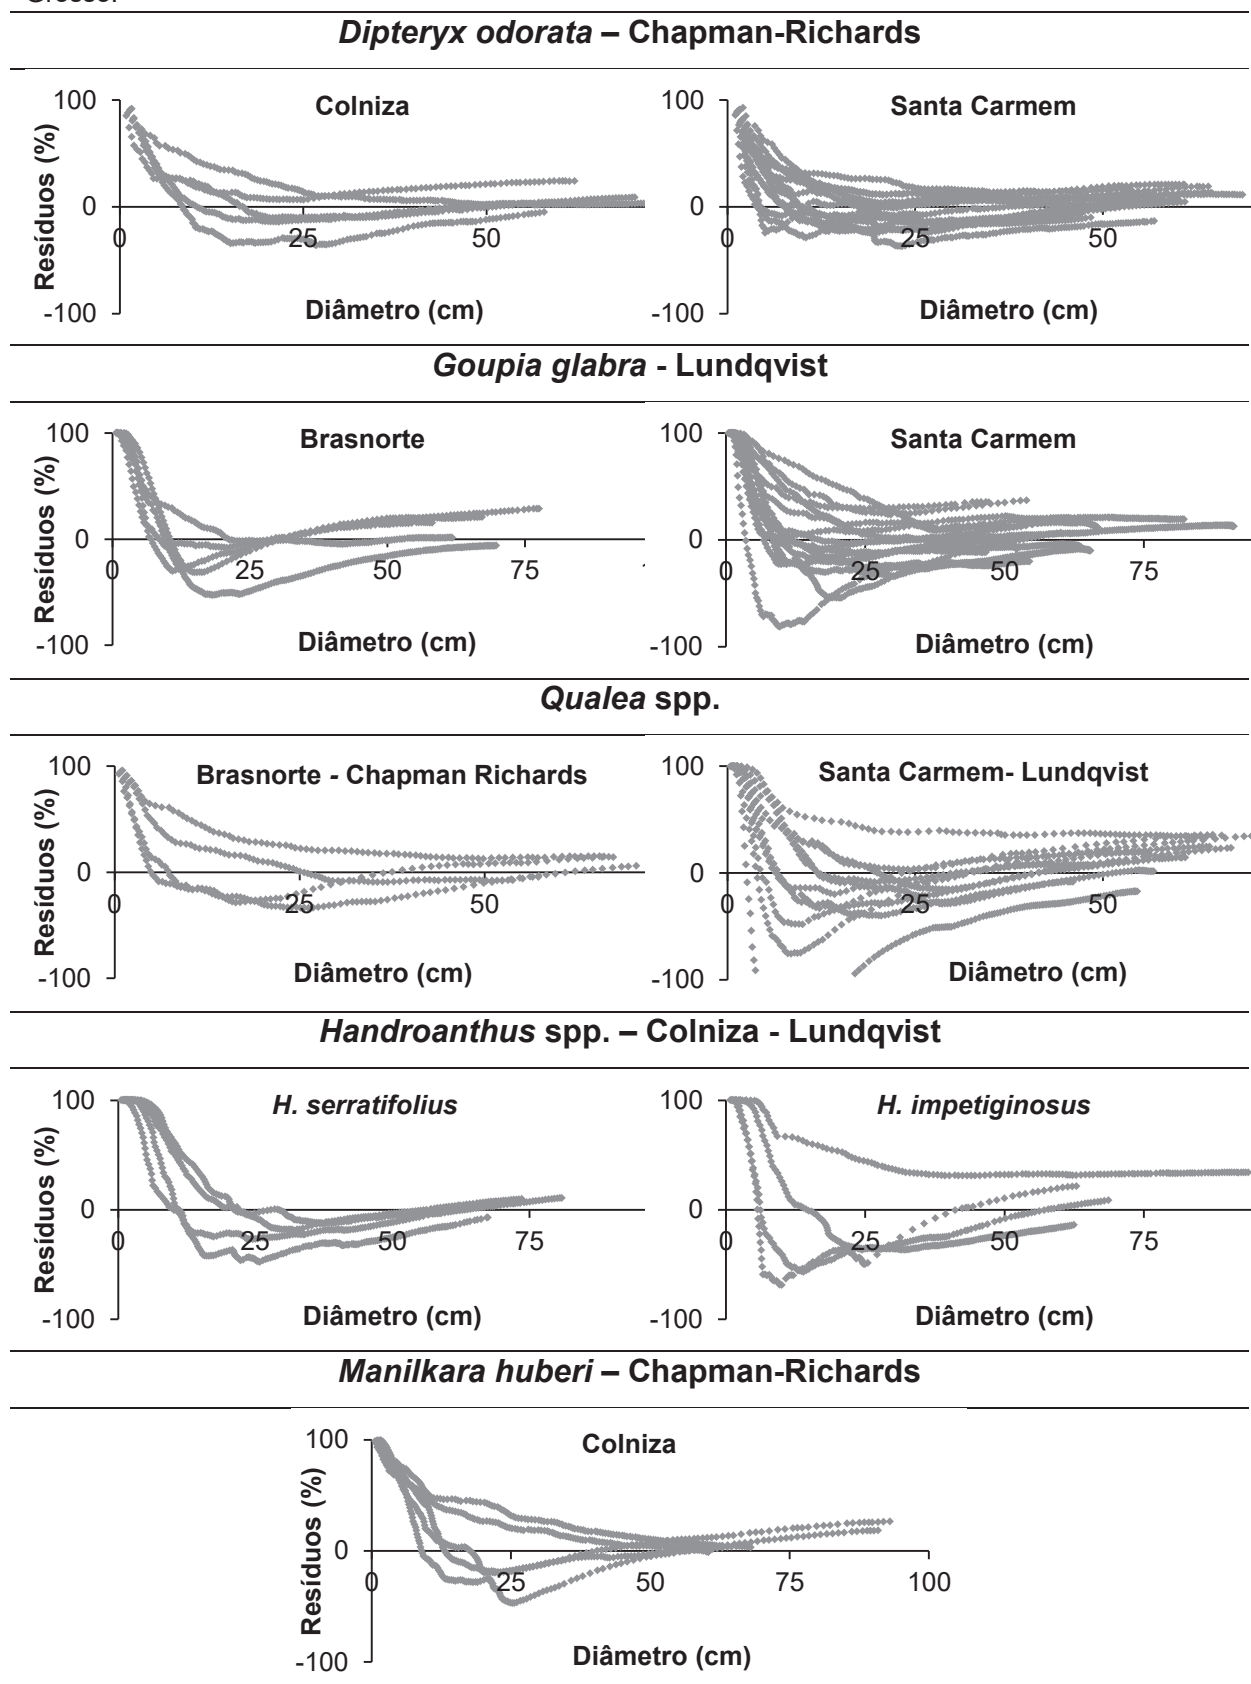 Dipteryx odorata – Chapman-Richards
Colniza
Santa Carmem
100
0
-100
0
25
50
Resíduos (%)
Diâmetro (cm)
100
0
-100
0
25
50
Diâmetro (cm)
Goupia glabra - Lundqvist
Brasnorte
Santa Carmem
100
0
-100
0
25
50
75
Resíduos (%)
Diâmetro (cm)
100
0
-100
0
25
50
75
Diâmetro (cm)
Qualea spp.
Brasnorte - Chapman Richards
Santa Carmem- Lundqvist
100
0
-100
0
25
50
Resíduos (%)
Diâmetro (cm)
100
0
-100
0
25
50
Diâmetro (cm)
Handroanthus spp. – Colniza - Lundqvist
H. serratifolius
H. impetiginosus
100
0
-100
0
25
50
75
Resíduos (%)
Diâmetro (cm)
100
0
-100
0
25
50
75
Diâmetro (cm)
Manilkara huberi – Chapman-Richards
Colniza
100
0
-100
0
25
50
75
100
Resíduos (%)
Diâmetro (cm)